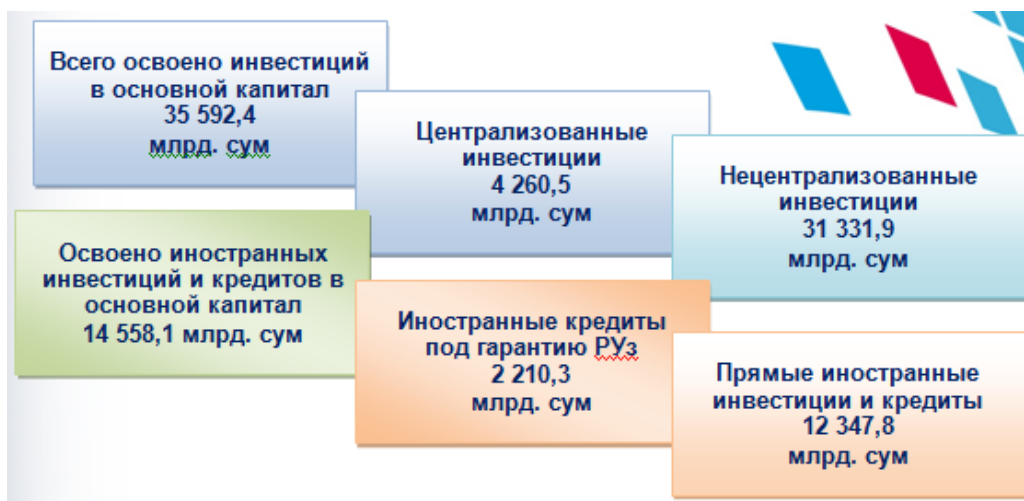 Всего освоено инвестиций
в основной капитал
35 592,4
млрд. сум
Централизованные
инвестиции
4 260,5
млрд. сум
Нецентрализованные
инвестиции
31 331,9
млрд. сум
Освоено иностранных
инвестиций и кредитов в
основной капитал
14 558,1 млрд. сум
Иностранные кредиты
под гарантию РУз
2 210,3
млрд. сум
Прямые иностранные
инвестиции и кредиты
12 347,8
млрд. сум